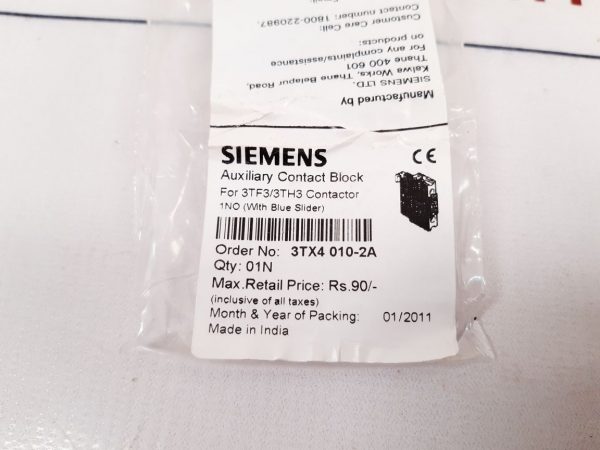 Manufactured by
SIEMENS LTD.
Kalwa Works, Thane Belapur Road,
Thane 400 601
For any complaints/assistance
on products:
Customer Care Cell:
Contact number: 1800-220987.
SIEMENS
CE
Auxiliary Contact Block
For 3TF3/3TH3 Contactor
1NO (With Blue Slider)
Order No: 3TX4 010-2A
Qty: 01N
Max.Retail Price: Rs.90/-
(inclusive of all taxes)
Month & Year of Packing: 01/2011
Made in India